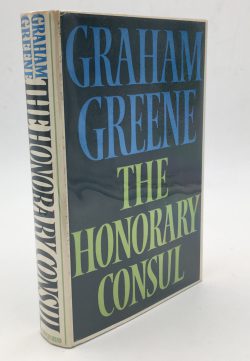 GRAHAM
GREENE
THE
HONORARY
CONSUL
GRAHAM
GREENE
THE HONORARY CONSUL